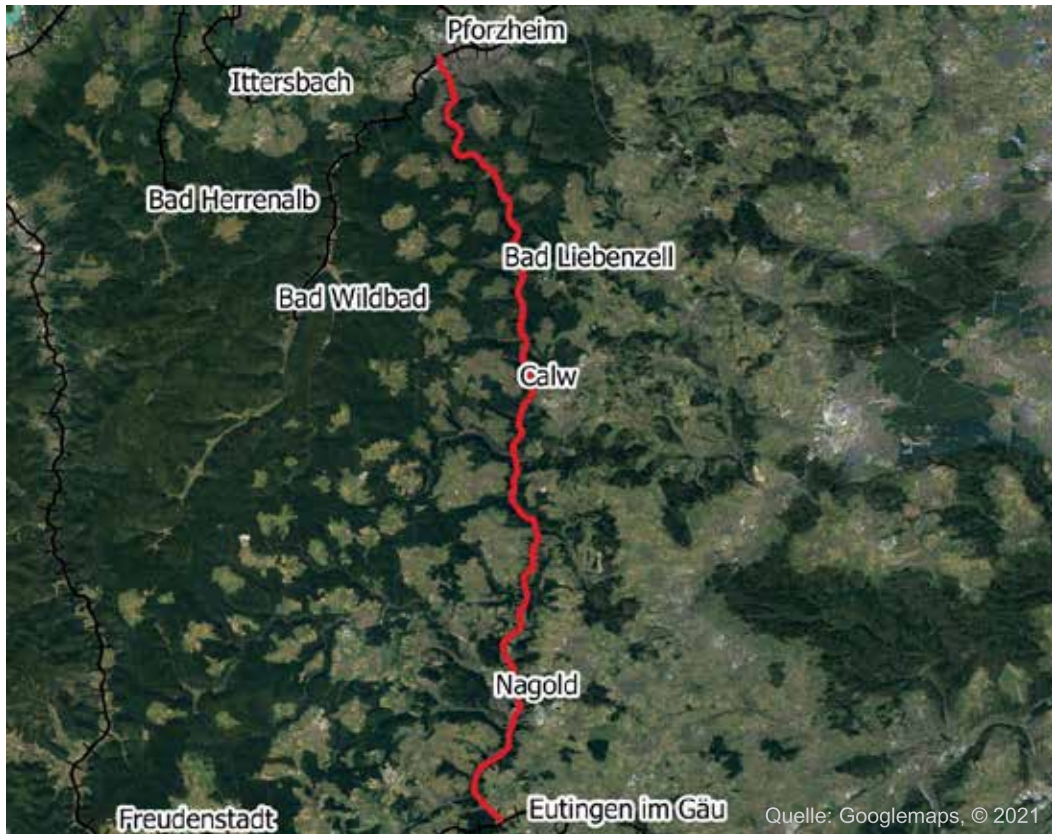 Pforzheim
Ittersbach
Bad Herrenalb
Bad Liebenzell
Bad Wildbad
Calw
Nagold
Eutingen im Gäu
Freudenstadt
Quelle: Googlemaps, © 2021